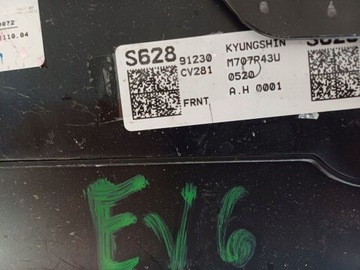 S628
91230
CV281
FRNT
KYUNGSHIN
M707R43U
0520
A.H 0001
EV6